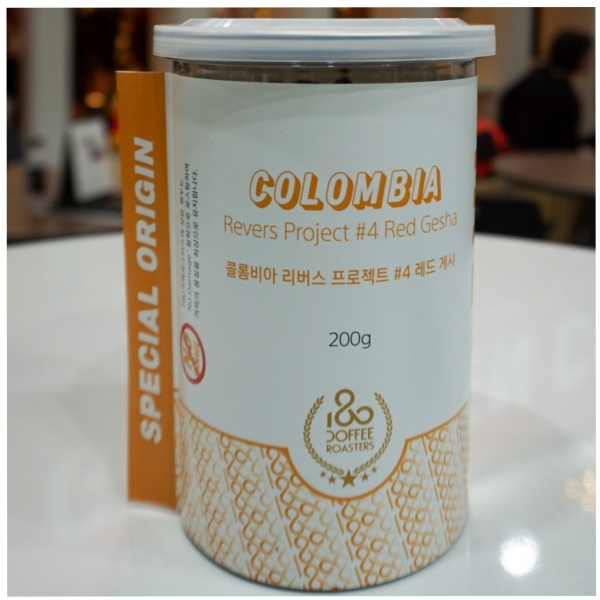 SPECIAL ORIGIN
COLOMBIA
Revers Project #4 Red Gesha
콜롬비아 리버스 프로젝트 #4 레드 게샤
200g
180
COFFEE
ROASTERS